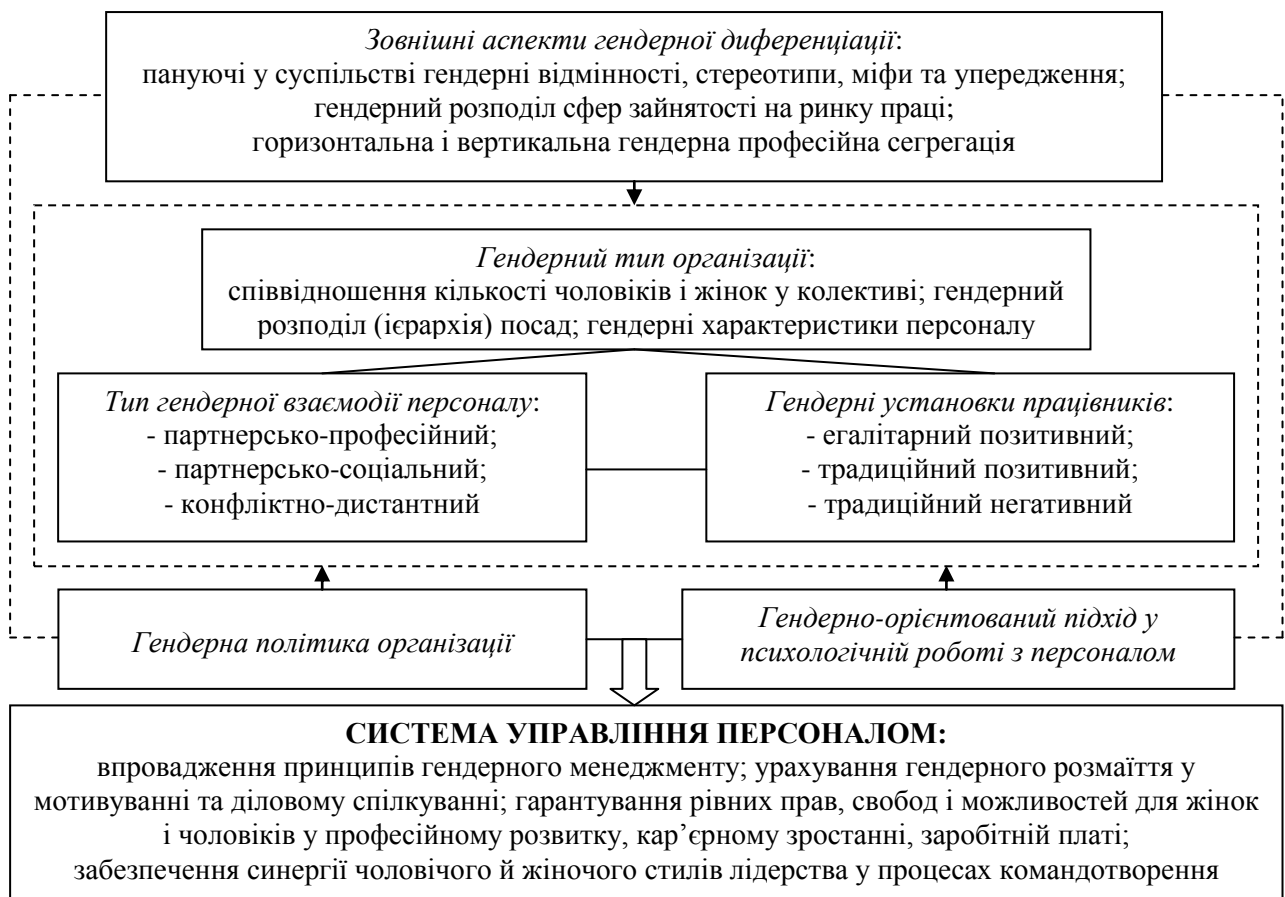 Зовнішні аспекти гендерної диференціації:
пануючі у суспільстві гендерні відмінності, стереотипи, міфи та упередження;
гендерний розподіл сфер зайнятості на ринку праці;
горизонтальна і вертикальна гендерна професійна сегрегація
Гендерний тип організації:
співвідношення кількості чоловіків і жінок у колективі; гендерний
розподіл (ієрархія) посад; гендерні характеристики персоналу
Тип гендерної взаємодії персоналу:
- партнерсько-професійний;
- партнерсько-соціальний;
- конфліктно-дистантний
Гендерні установки працівників:
- егалітарний позитивний;
- традиційний позитивний;
- традиційний негативний
Гендерна політика організації
Гендерно-орієнтований підхід у
психологічній роботі з персоналом
СИСТЕМА УПРАВЛІННЯ ПЕРСОНАЛОМ:
впровадження принципів гендерного менеджменту; урахування гендерного розмаїття у
мотивуванні та діловому спілкуванні; гарантування рівних прав, свобод і можливостей для жінок
і чоловіків у професійному розвитку, кар’єрному зростанні, заробітній платі;
забезпечення синергії чоловічого й жіночого стилів лідерства у процесах командотворення